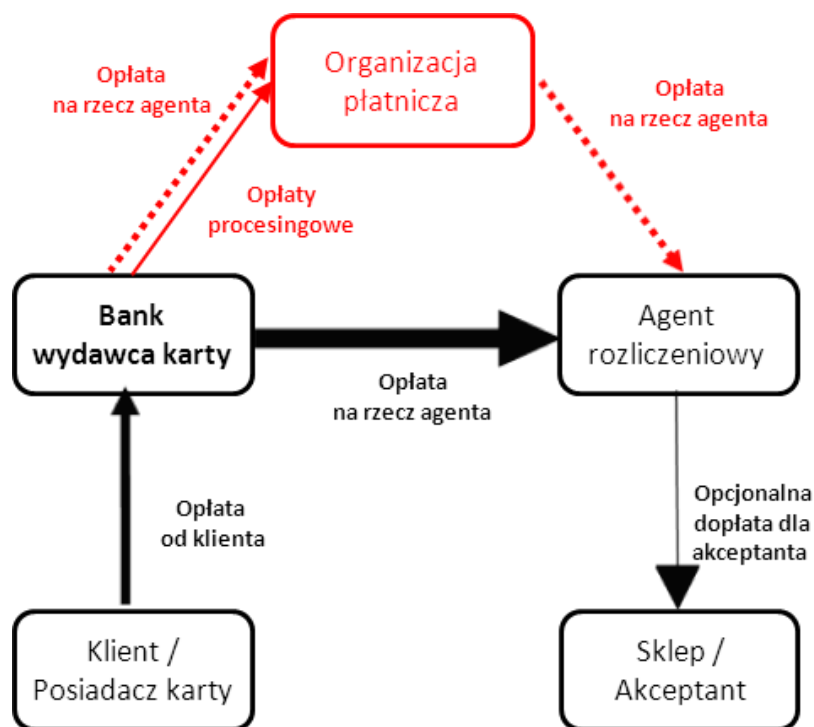 Organizacja
płatnicza
Opłata
na rzecz agenta
Opłata
na rzecz agenta
Opłaty
procesingowe
Bank
wydawca karty
Agent
rozliczeniowy
Opłata
na rzecz agenta
Opłata
od klienta
Opcjonalna
dopłata dla
akceptanta
Klient /
Posiadacz karty
Sklep /
Akceptant